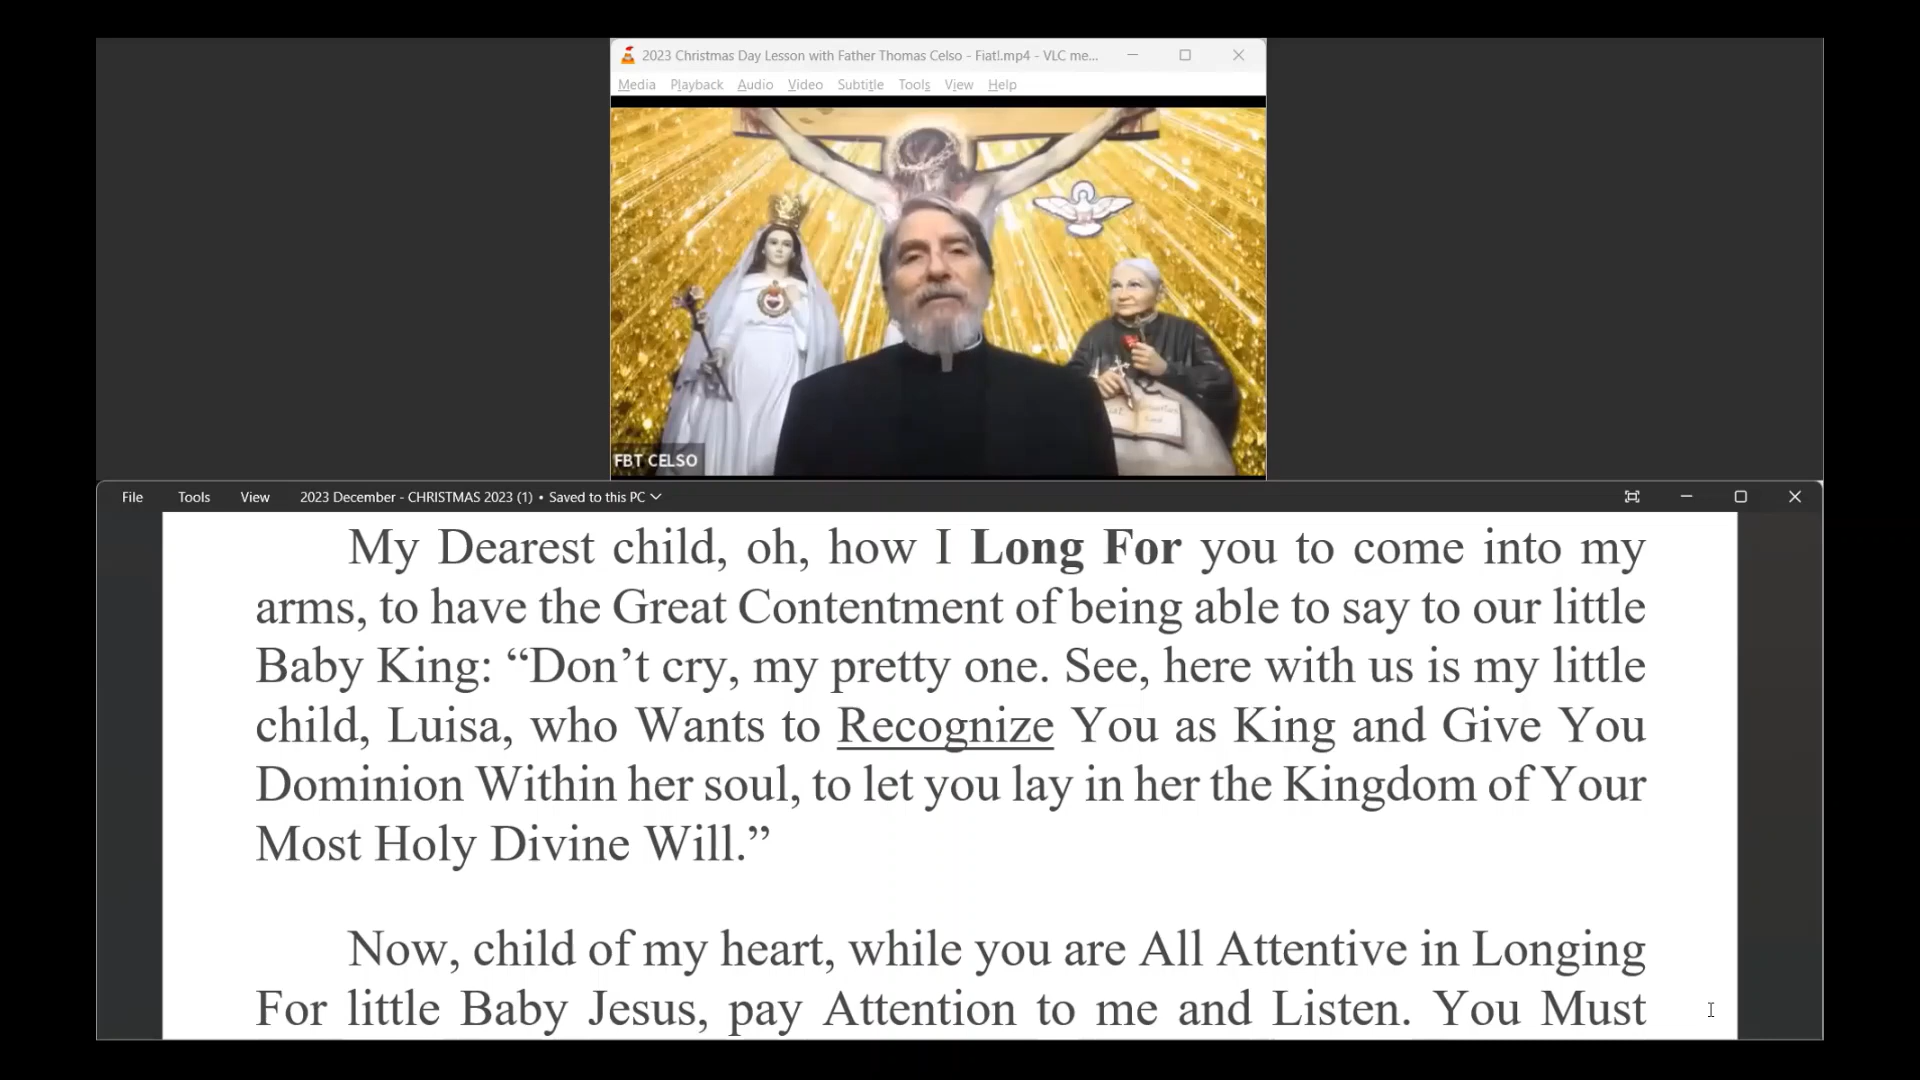 2023 Christmas Day Lesson with Father Thomas Celso - Fiat!.mp4 - VLC me...
Media Playback Audio Video Subtitle Tools View Help
FBT CELSO
File Tools View 2023 December - CHRISTMAS 2023 (1) • Saved to this PC
My Dearest child, oh, how I Long For you to come into my
arms, to have the Great Contentment of being able to say to our little
Baby King: “Don’t cry, my pretty one. See, here with us is my little
child, Luisa, who Wants to Recognize You as King and Give You
Dominion Within her soul, to let you lay in her the Kingdom of Your
Most Holy Divine Will.”
Now, child of my heart, while you are All Attentive in Longing
For little Baby Jesus, pay Attention to me and Listen. You Must